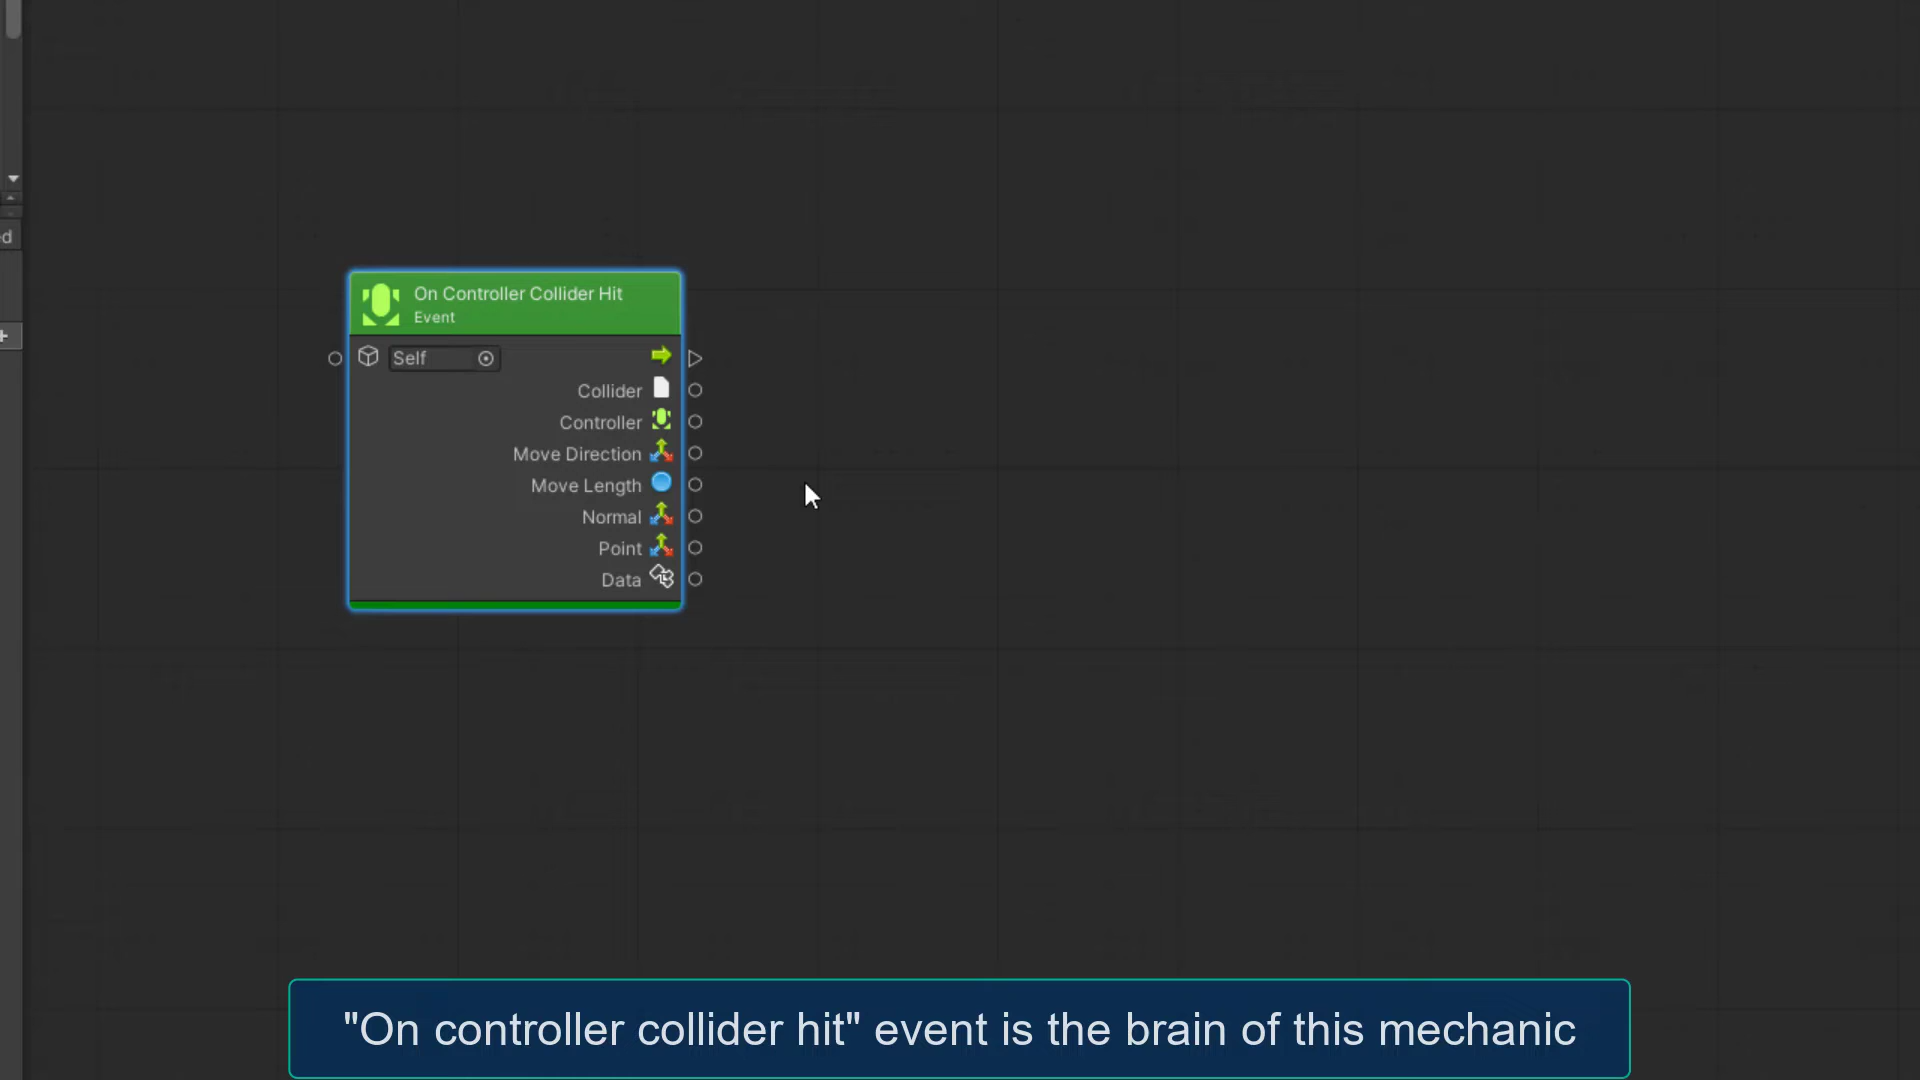 ed
On Controller Collider Hit
Event
Self
Collider
Controller
Move Direction
Move Length
Normal
Point
Data
"On controller collider hit" event is the brain of this mechanic